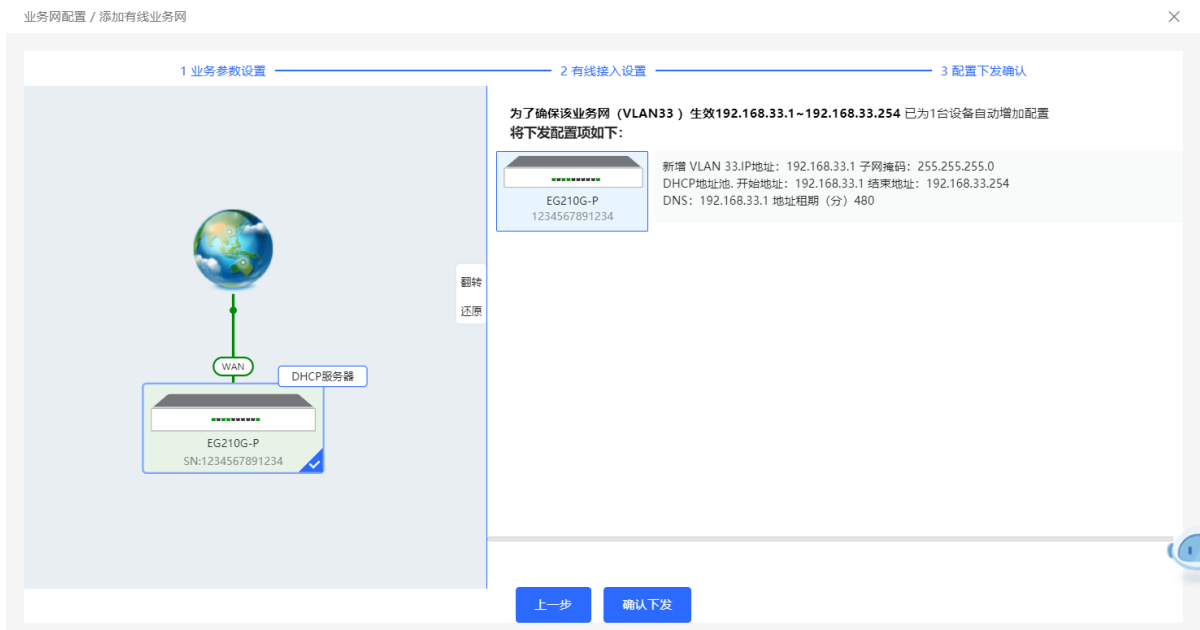 业务网配置 / 添加有线业务网
1 业务参数设置
2 有线接入设置
3 配置下发确认
为了确保该业务网（VLAN33 ）生效192.168.33.1~192.168.33.254 已为1台设备自动增加配置
将下发配置项如下：
EG210G-P
1234567891234
新增 VLAN 33.IP地址：192.168.33.1 子网掩码：255.255.255.0
DHCP地址池. 开始地址：192.168.33.1 结束地址：192.168.33.254
DNS：192.168.33.1 地址租期（分）480
翻转
还原
WAN
DHCP服务器
EG210G-P
SN:1234567891234
上一步
确认下发